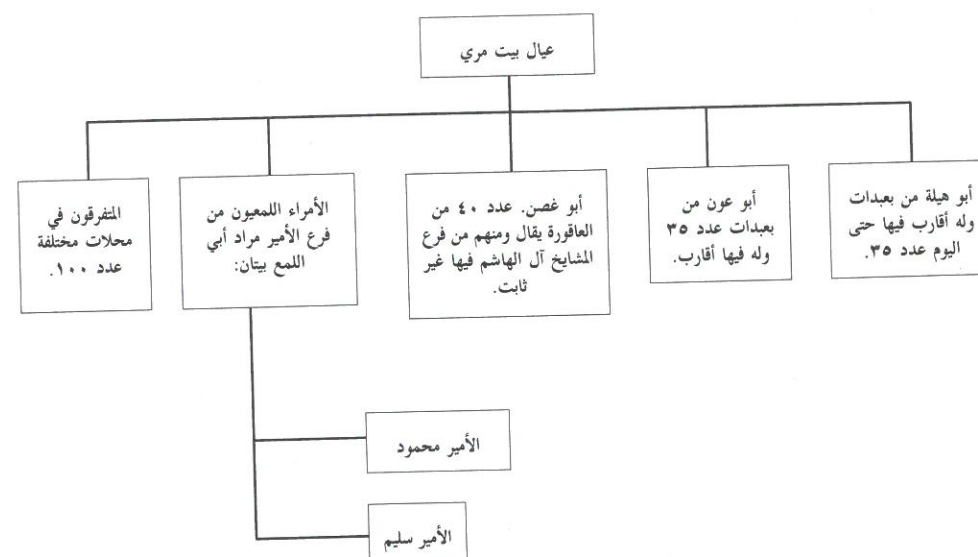 عيال بيت مري
أبو هيلة من بعبدات
وله أقارب فيها حتى
اليوم عدد ٣٥.
أبو عون من
بعبدات عدد ٣٥
وله فيها أقارب.
أبو غصن. عدد ٤٠ من
العاقورة يقال ومنهم من فرع
المشايخ آل الهاشم فيها غير
ثابت.
الأمراء اللمعيون من
فرع الأمير مراد أبي
اللمع بيتان:
المتفرقون في
محلات مختلفة
عدد ١٠٠.
الأمير محمود
الأمير سليم